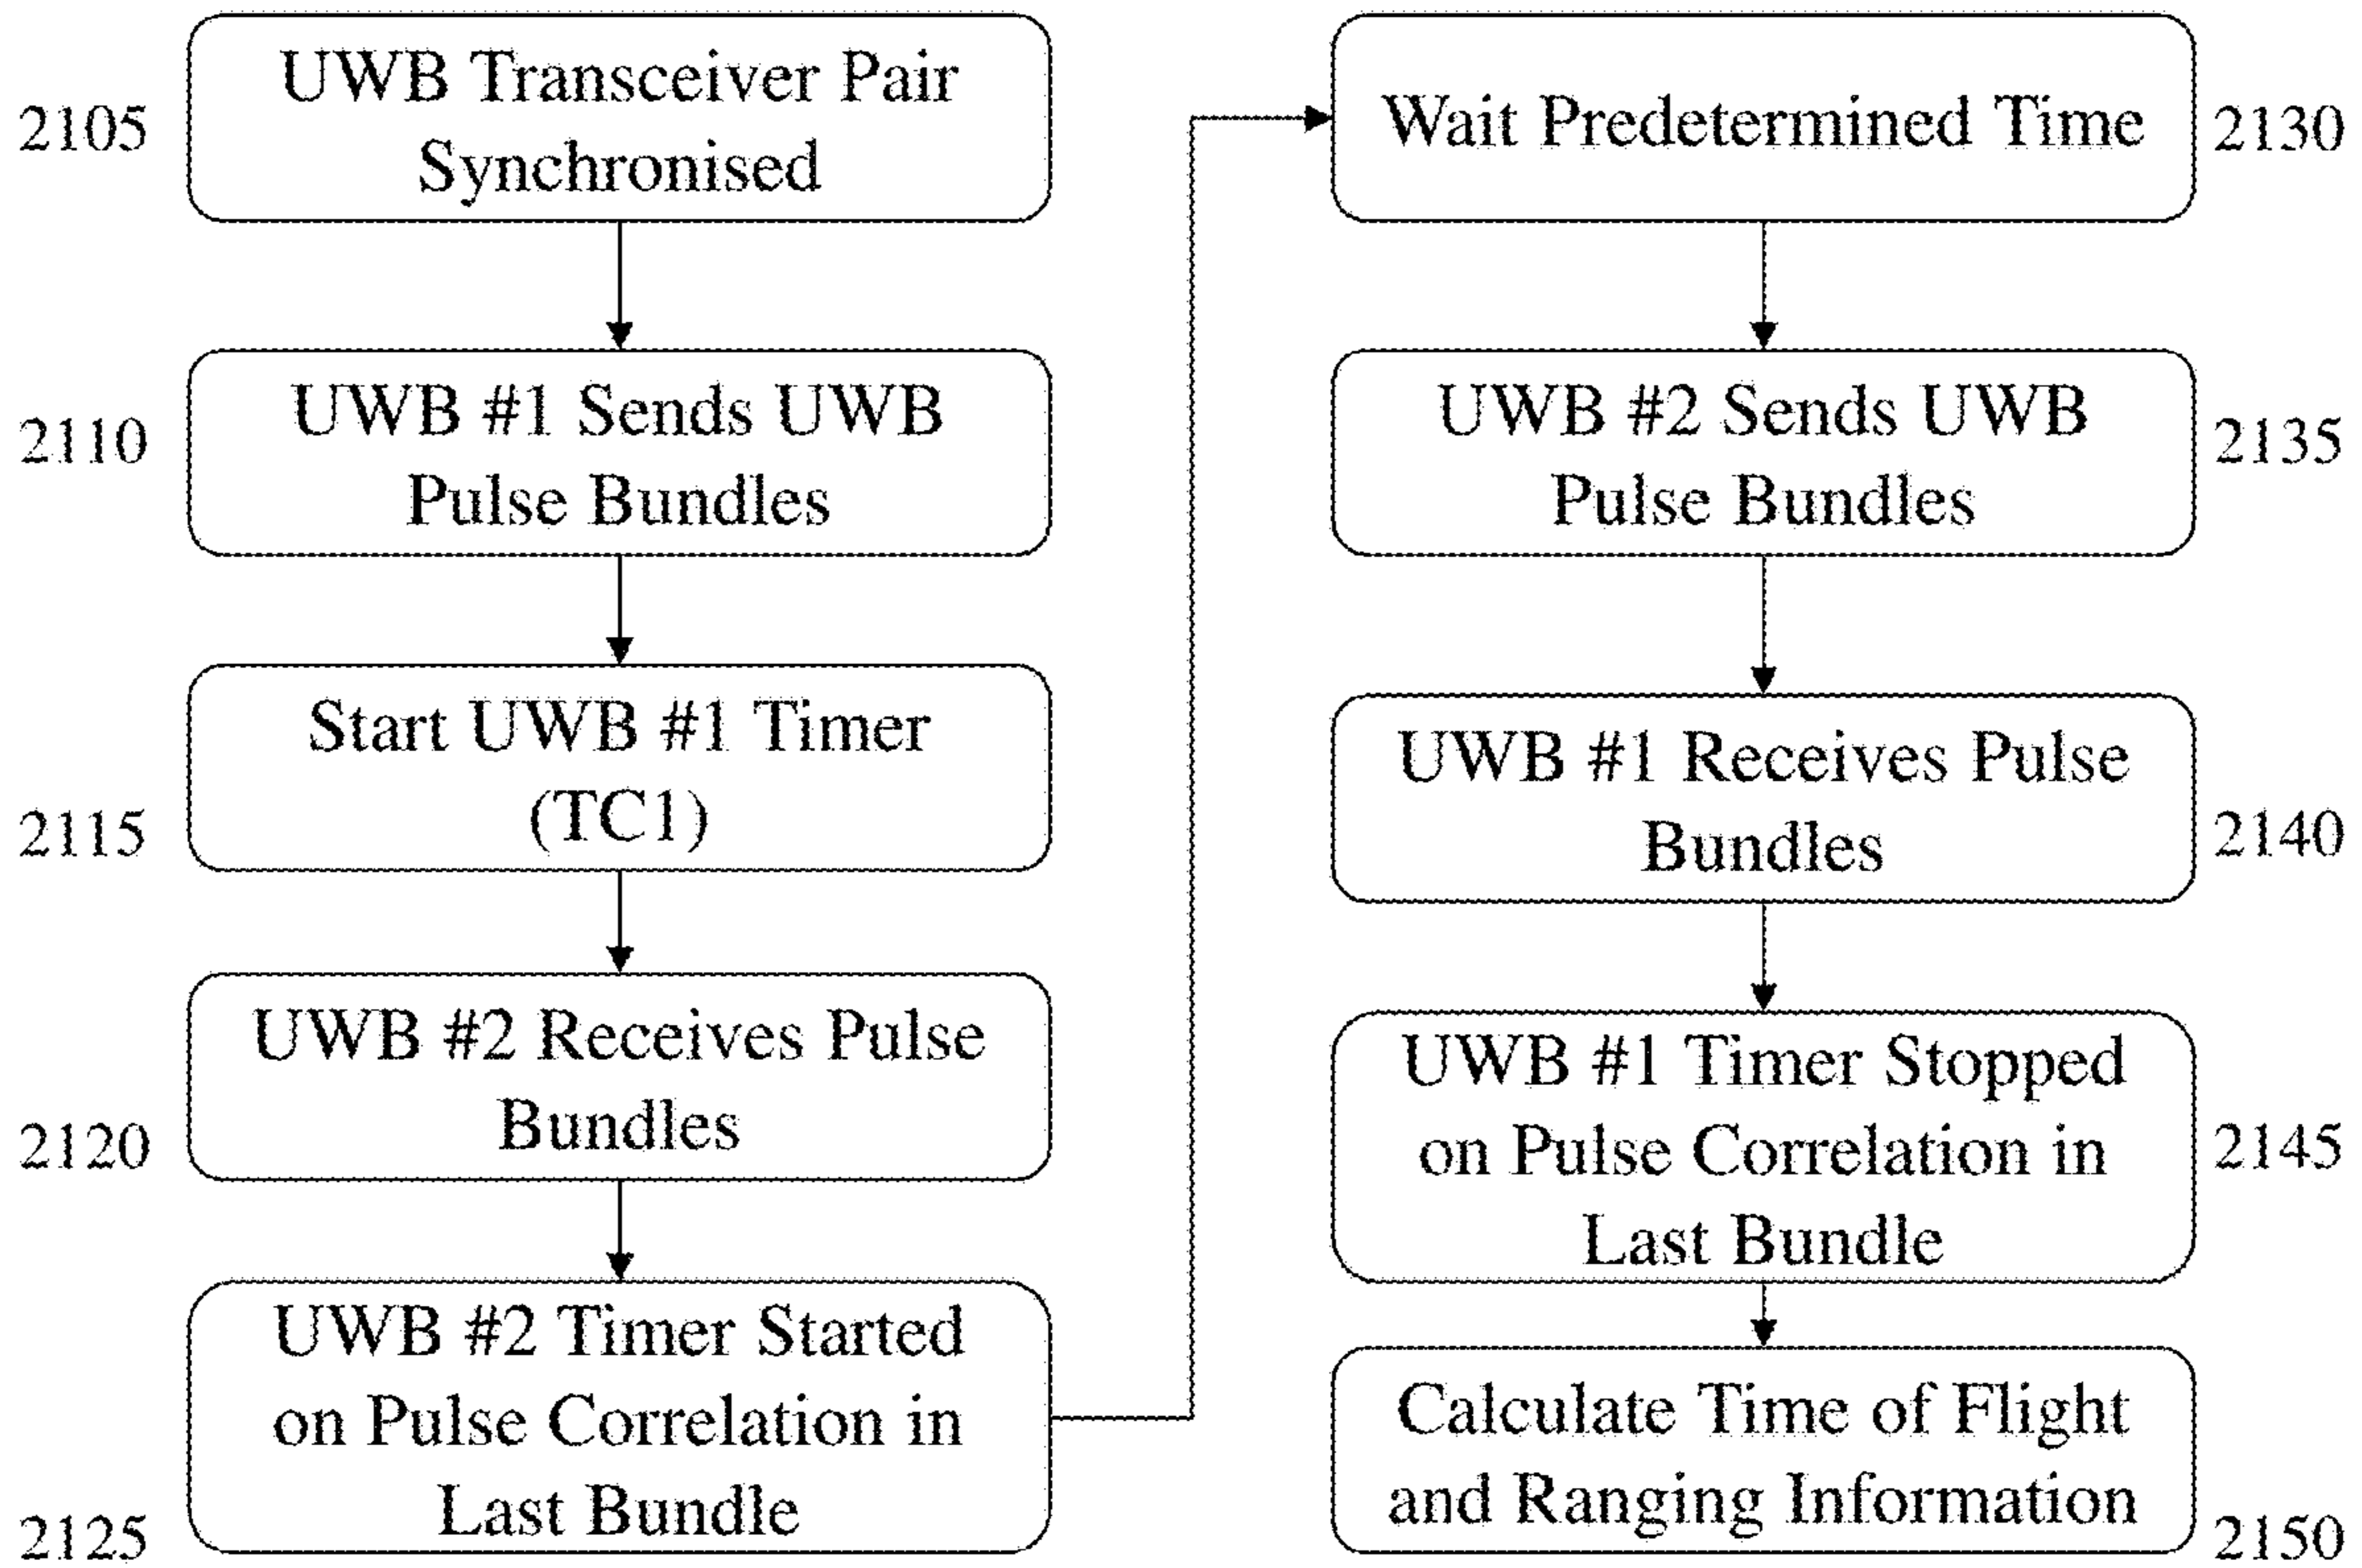 2105
UWB Transceiver Pair
Synchronised
2110
UWB #1 Sends UWB
Pulse Bundles
2115
Start UWB #1 Timer
(TC1)
2120
UWB #2 Receives Pulse
Bundles
2125
UWB #2 Timer Started
on Pulse Correlation in
Last Bundle
Wait Predetermined Time
2130
UWB #2 Sends UWB
Pulse Bundles
2135
UWB #1 Receives Pulse
Bundles
2140
UWB #1 Timer Stopped
on Pulse Correlation in
Last Bundle
2145
Calculate Time of Flight
and Ranging Information
2150